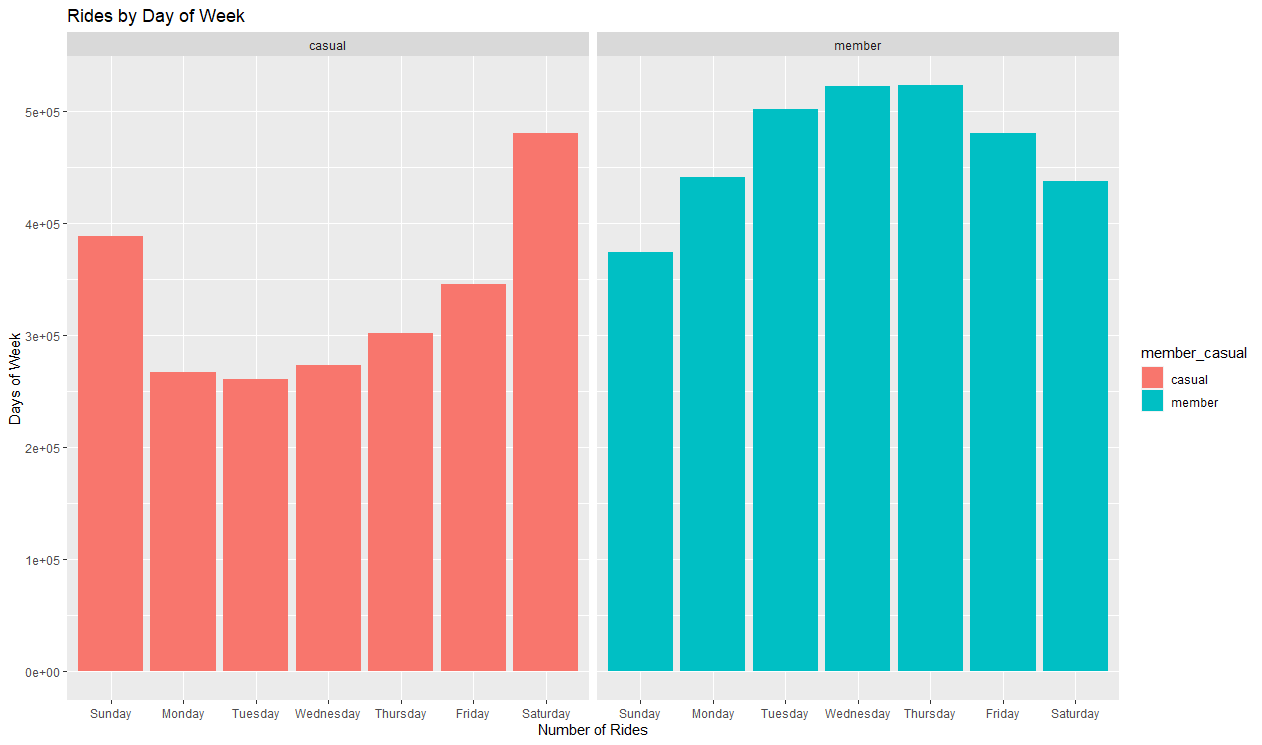 Rides by Day of Week
casual
member
5e+05
4e+05
3e+05
2e+05
1e+05
0e+00
Days of Week
Sunday Monday Tuesday Wednesday Thursday Friday Saturday
Sunday Monday Tuesday Wednesday Thursday Friday Saturday
Number of Rides
member_casual
casual
member